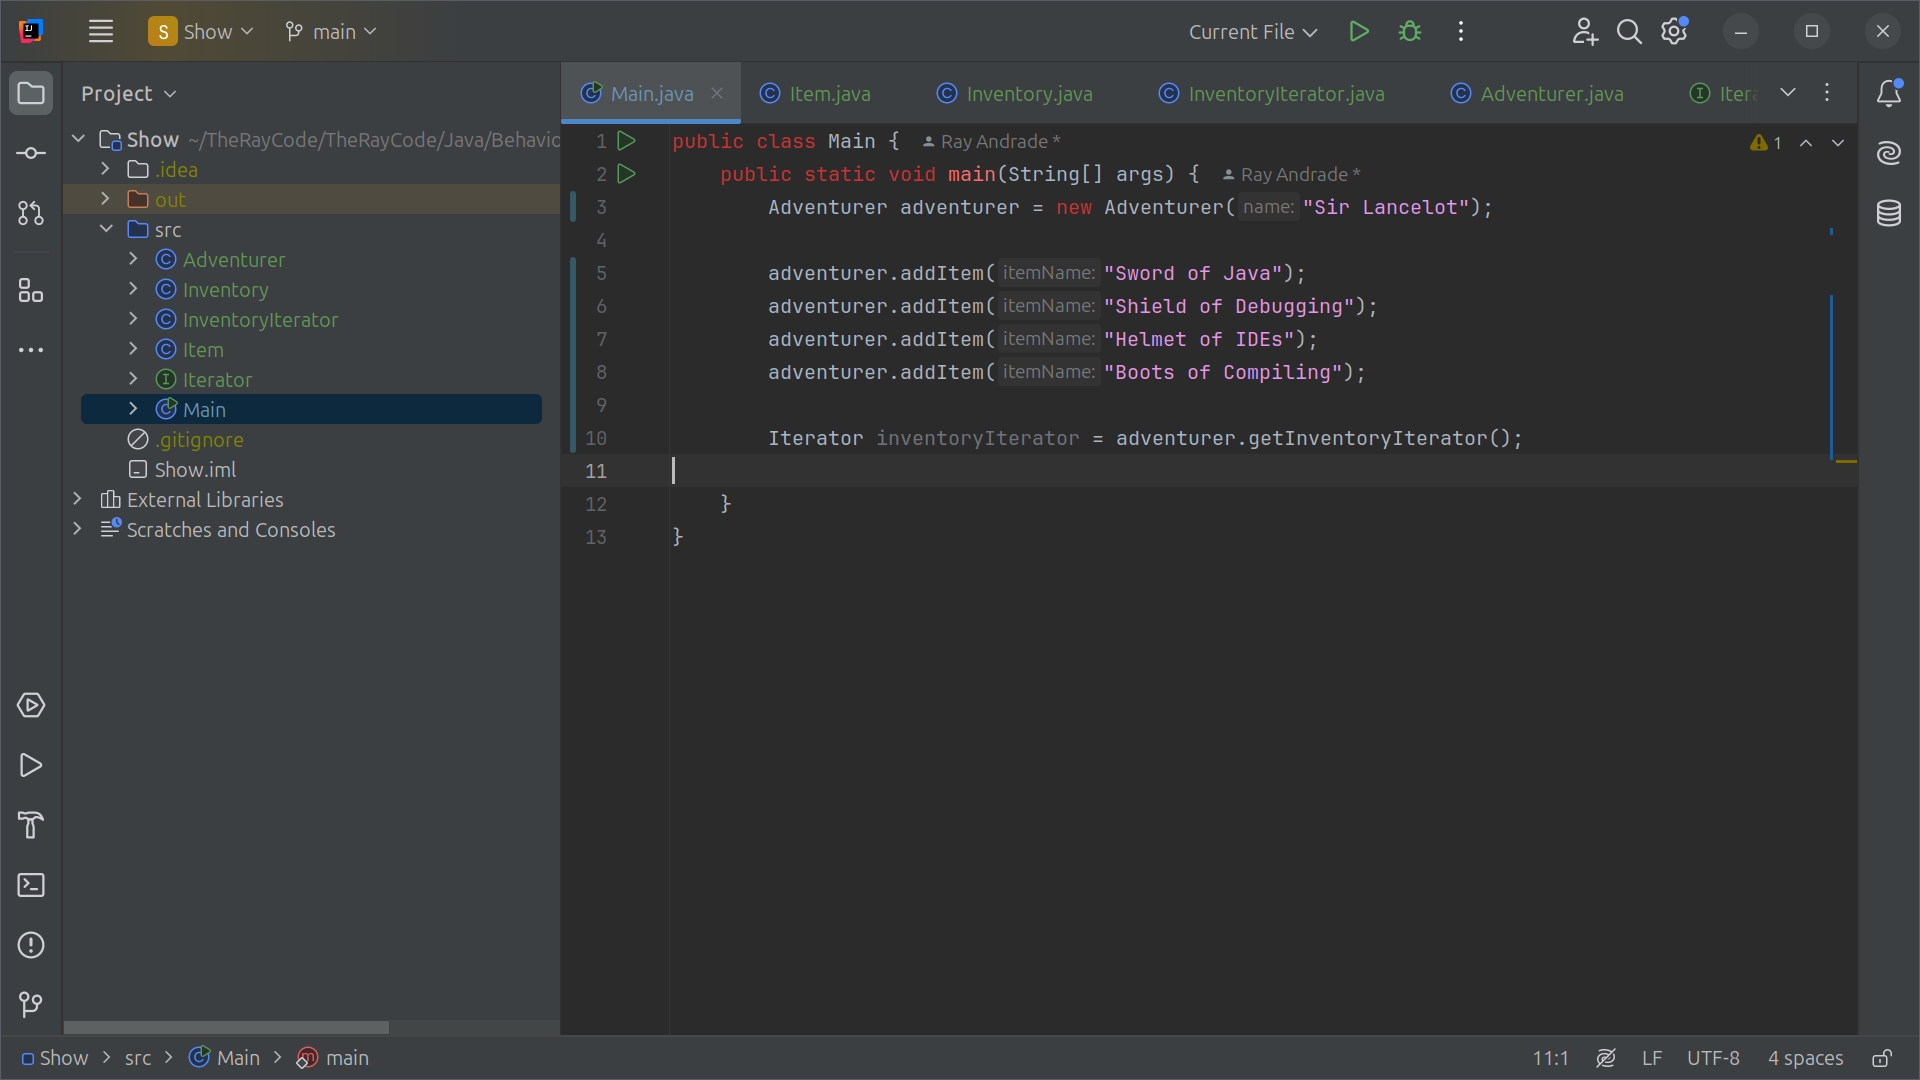 S Show main Current File
Project
Main.java Item.java Inventory.java InventoryIterator.java Adventurer.java
Show ~/TheRayCode/TheRayCode/Java/Behavio
.idea
out
src
Adventurer
Inventory
InventoryIterator
Item
Iterator
Main
.gitignore
Show.iml
External Libraries
Scratches and Consoles
1 public class Main { Ray Andrade *
2 public static void main(String[] args) { Ray Andrade *
3 Adventurer adventurer = new Adventurer( name: "Sir Lancelot");
4
5 adventurer.addItem( itemName: "Sword of Java");
6 adventurer.addItem( itemName: "Shield of Debugging");
7 adventurer.addItem( itemName: "Helmet of IDEs");
8 adventurer.addItem( itemName: "Boots of Compiling");
9
10 Iterator inventoryIterator = adventurer.getInventoryIterator();
11
12 }
13 }
1
Show src Main main
11:1 LF UTF-8 4 spaces